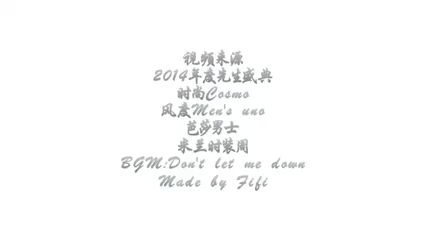 视频来源
2014年度先生盛典
时尚Cosmo
风度Men's uno
芭莎男士
米兰时装周
BGM:Don't let me down
Made by Fifi